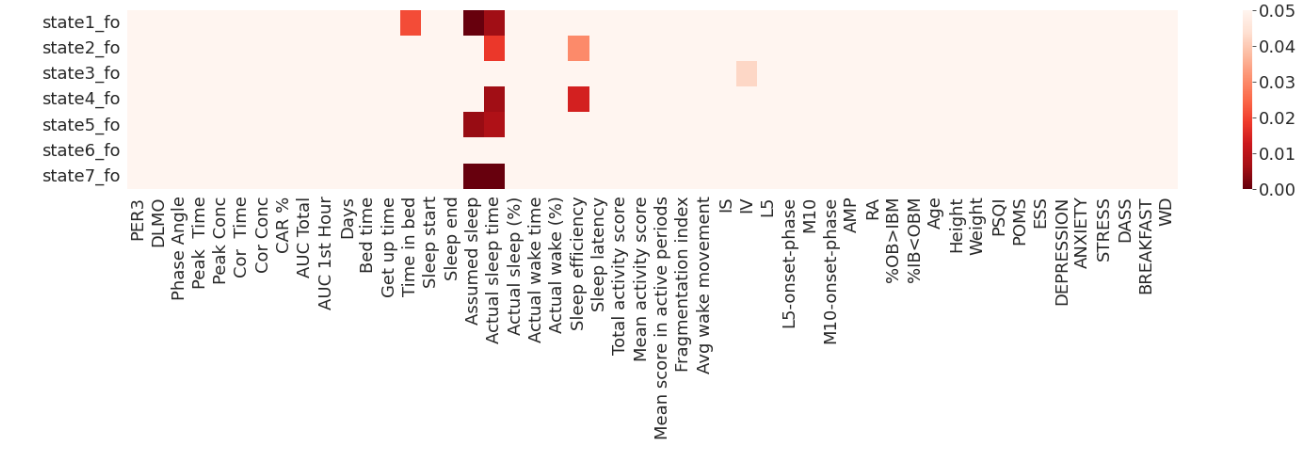 state1_fo
state2_fo
state3_fo
state4_fo
state5_fo
state6_fo
state7_fo
PER3
DLMO
Phase Angle
Peak  Time
Peak Conc
Cor  Time
Cor Conc
CAR %
AUC Total
AUC 1st Hour
Days
Bed time
Get up time
Time in bed
Sleep start
Sleep end
Assumed sleep
Actual sleep time
Actual sleep (%)
Actual wake time
Actual wake (%)
Sleep efficiency
Sleep latency
Total activity score
Mean activity score
Mean score in active periods
Fragmentation index
Avg wake movement
IS
IV
L5
L5-onset-phase
M10
M10-onset-phase
AMP
RA
%OB>IBM
%IB<OBM
Age
Height
Weight
PSQI
POMS
ESS
DEPRESSION
ANXIETY
STRESS
DASS
BREAKFAST
WD
0.05
0.04
0.03
0.02
0.01
0.00